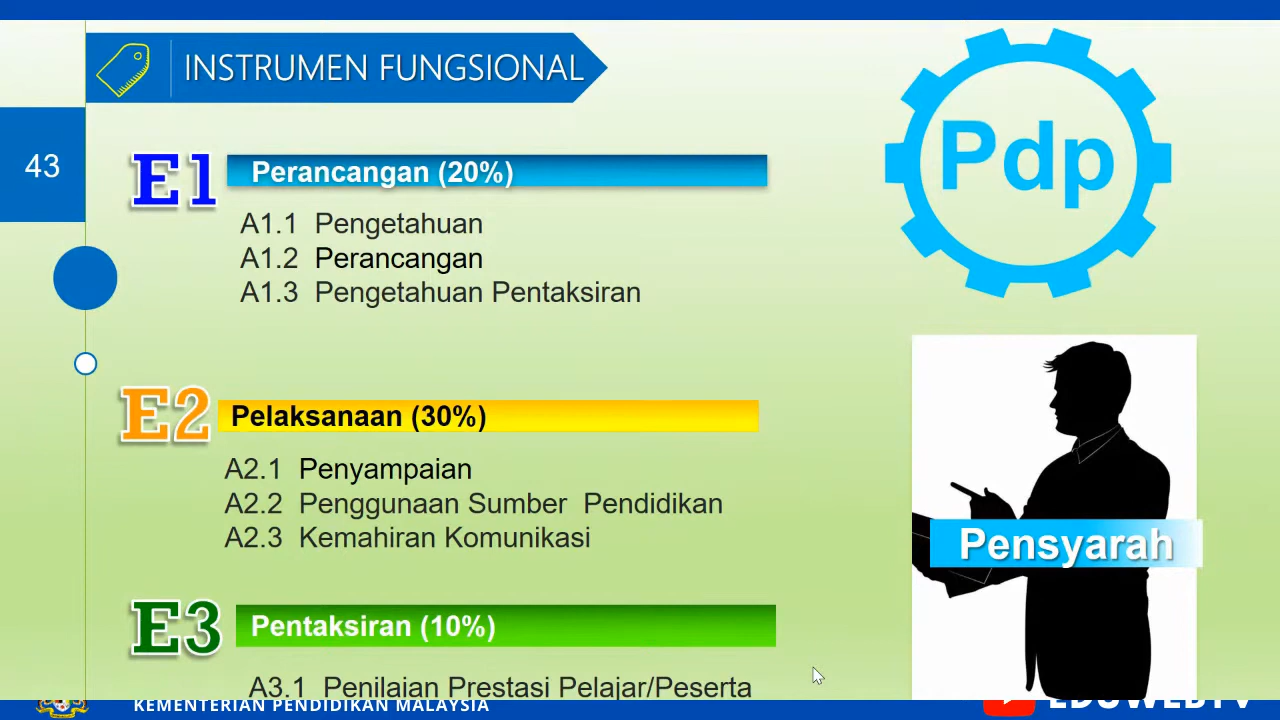 INSTRUMEN FUNGSIONAL
43
E1 Perancangan (20%)
A1.1 Pengetahuan
A1.2 Perancangan
A1.3 Pengetahuan Pentaksiran
E2 Pelaksanaan (30%)
A2.1 Penyampaian
A2.2 Penggunaan Sumber Pendidikan
A2.3 Kemahiran Komunikasi
E3 Pentaksiran (10%)
A3.1 Penilaian Prestasi Pelajar/Peserta
Pdp
Pensyarah
KEMENTERIAN PENDIDIKAN MALAYSIA
EDUWEBTV